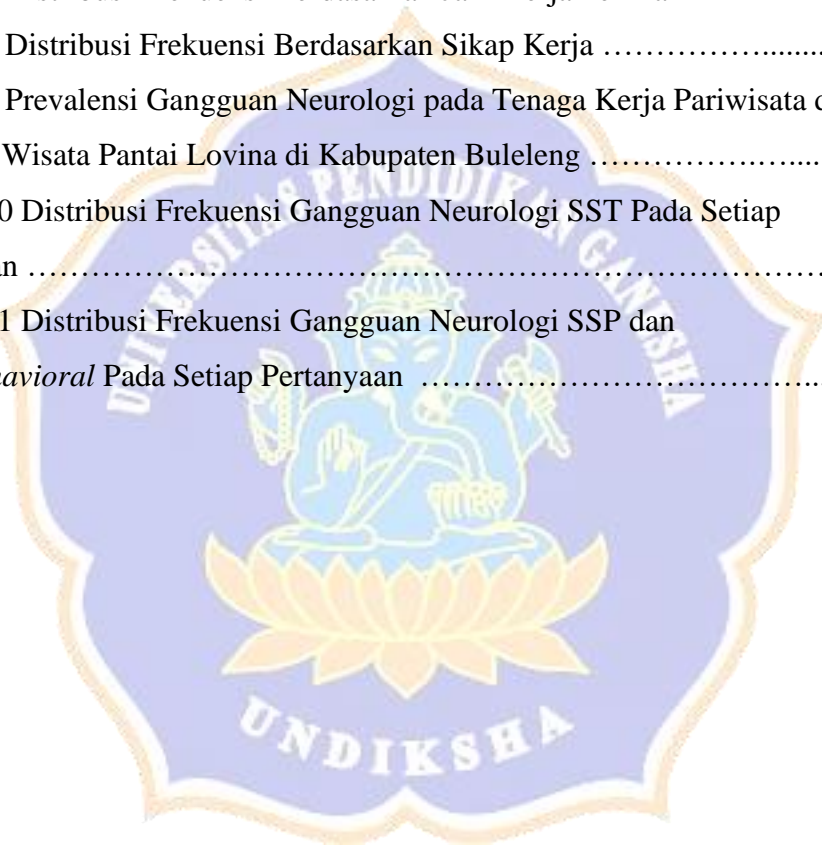 Distribusi Frekuensi Berdasarkan Sikap Kerja ……………........
Prevalensi Gangguan Neurologi pada Tenaga Kerja Pariwisata d
Wisata Pantai Lovina di Kabupaten Buleleng …………….…...
0 Distribusi Frekuensi Gangguan Neurologi SST Pada Setiap
an ……………………………………………………………………
1 Distribusi Frekuensi Gangguan Neurologi SSP dan
havioral Pada Setiap Pertanyaan …………………………………..
UNIVERSITAS PENDIDIKAN GANESHA
UNDIKSHA